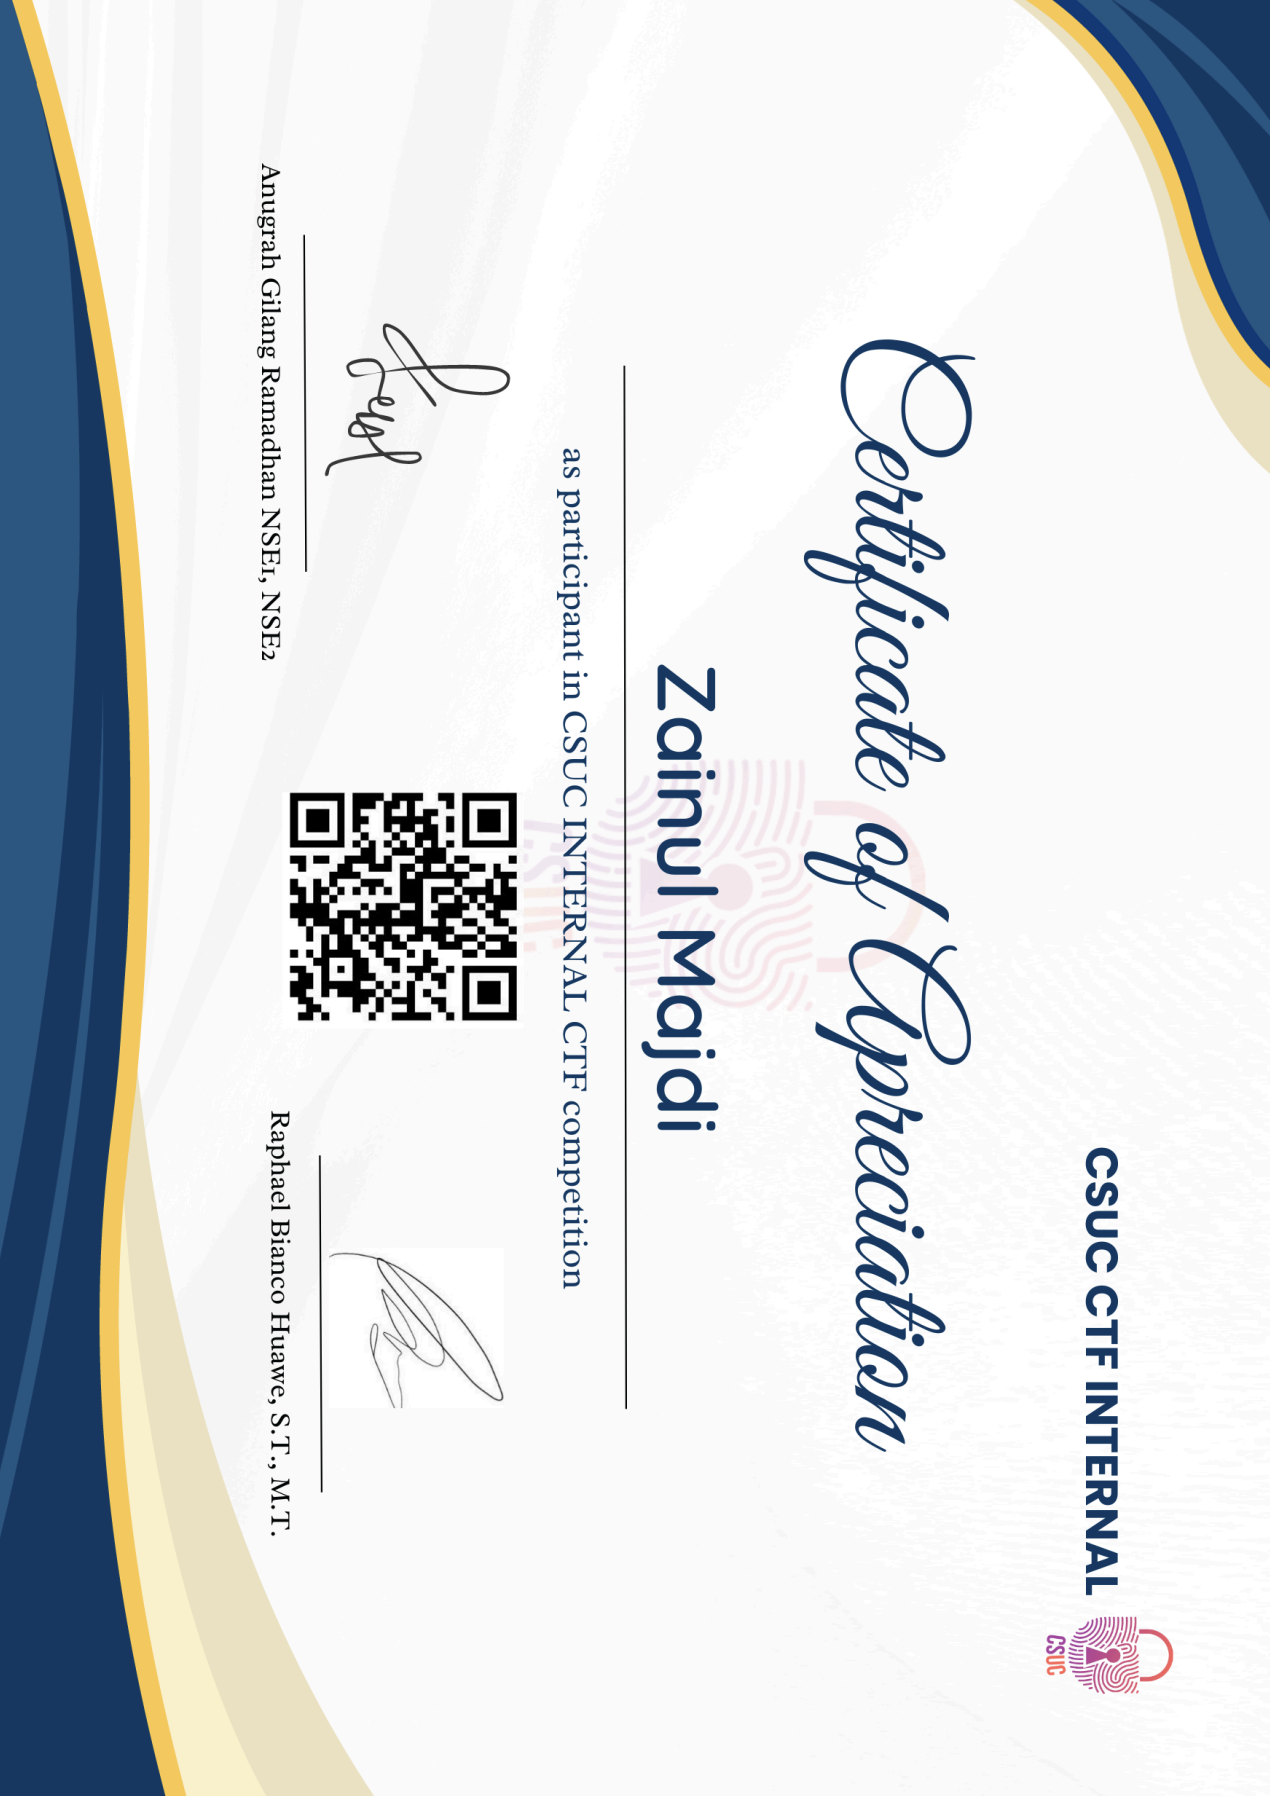 CSUC CTF INTERNAL
CSUC
Certificate of Apreciation
Zainul Majdi
as participant in CSUC INTERNAL CTF competition
Anugrah Gilang Ramadhan NSE1, NSE2
Raphael Bianco Huawe, S.T., M.T.